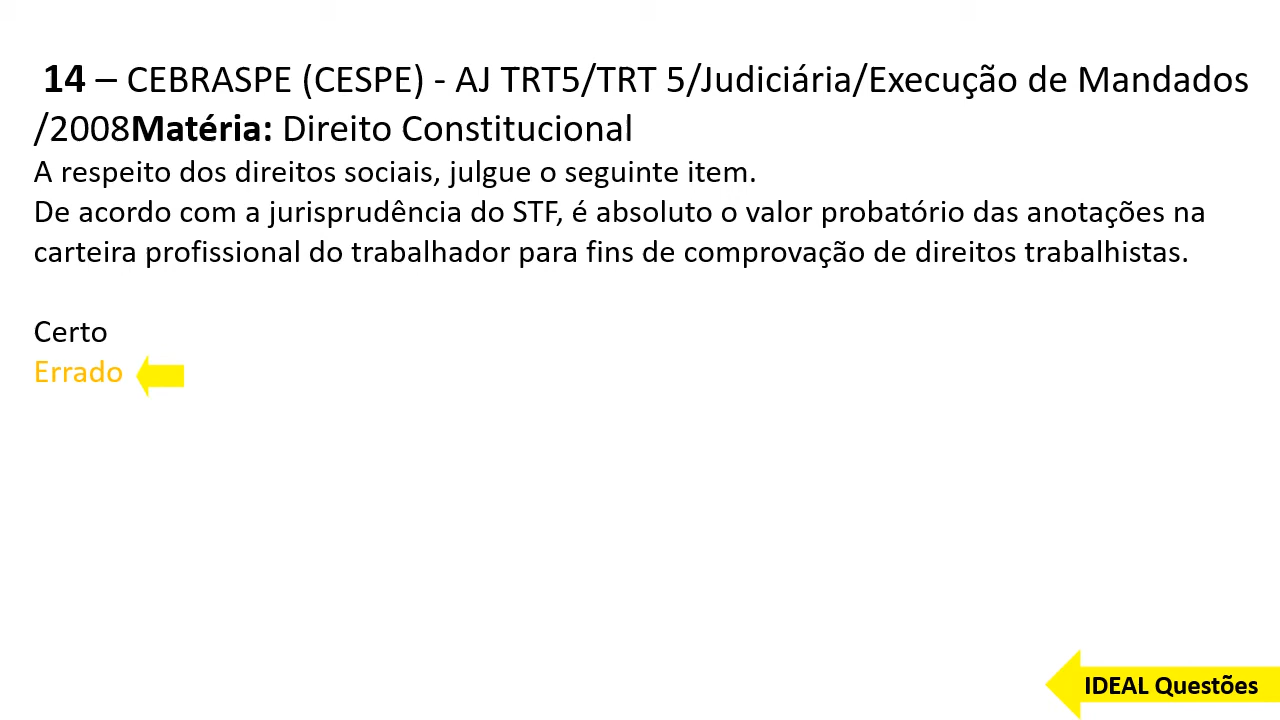 14 – CEBRASPE (CESPE) - AJ TRT5/TRT 5/Judiciária/Execução de Mandados
/2008Matéria: Direito Constitucional
A respeito dos direitos sociais, julgue o seguinte item.
De acordo com a jurisprudência do STF, é absoluto o valor probatório das anotações na
carteira profissional do trabalhador para fins de comprovação de direitos trabalhistas.
Certo
Errado
IDEAL Questões